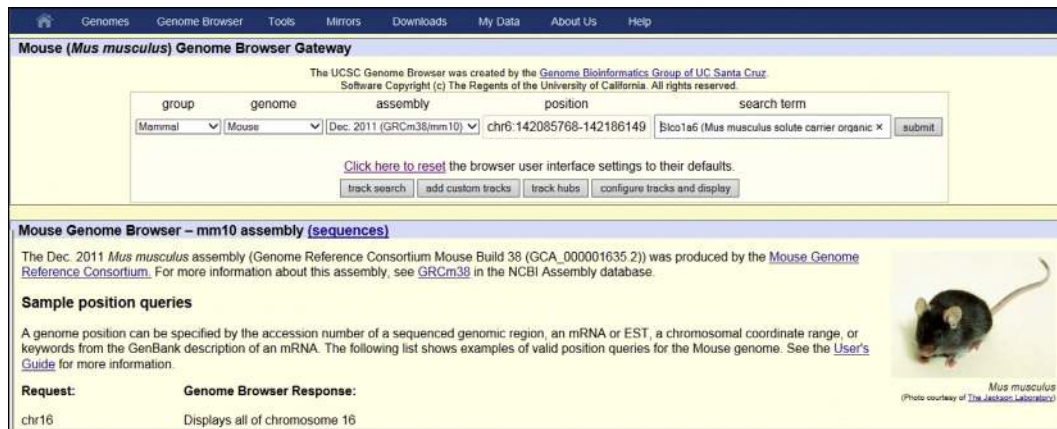 Genomes Genome Browser Tools Mirrors Downloads My Data About Us Help
Mouse (Mus musculus) Genome Browser Gateway
The UCSC Genome Browser was created by the Genome Bioinformatics Group of UC Santa Cruz.
Software Copyright (c) The Regents of the University of California. All rights reserved.
group genome assembly position search term
Mammal Mouse Dec. 2011 (GRCm38/mm10) chr6:142085768-142186149 Slco1a6 (Mus musculus solute carrier organic × submit
Click here to reset the browser user interface settings to their defaults.
track search add custom tracks track hubs configure tracks and display
Mouse Genome Browser – mm10 assembly (sequences)
The Dec. 2011 Mus musculus assembly (Genome Reference Consortium Mouse Build 38 (GCA_000001635.2)) was produced by the Mouse Genome
Reference Consortium. For more information about this assembly, see GRCm38 in the NCBI Assembly database.
Sample position queries
A genome position can be specified by the accession number of a sequenced genomic region, an mRNA or EST, a chromosomal coordinate range, or
keywords from the GenBank description of an mRNA. The following list shows examples of valid position queries for the Mouse genome. See the User's
Guide for more information.
Mus musculus
(Photo courtesy of The Jackson Laboratory)
Request: Genome Browser Response:
chr16 Displays all of chromosome 16